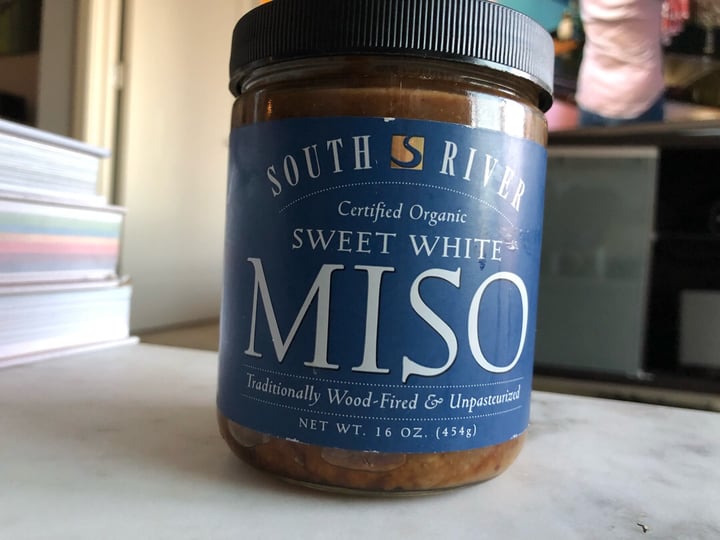 SOUTH S RIVER
Certified Organic
SWEET WHITE
MISO
Traditionally Wood-Fired & Unpasteurized
NET WT. 16 OZ. (454g)